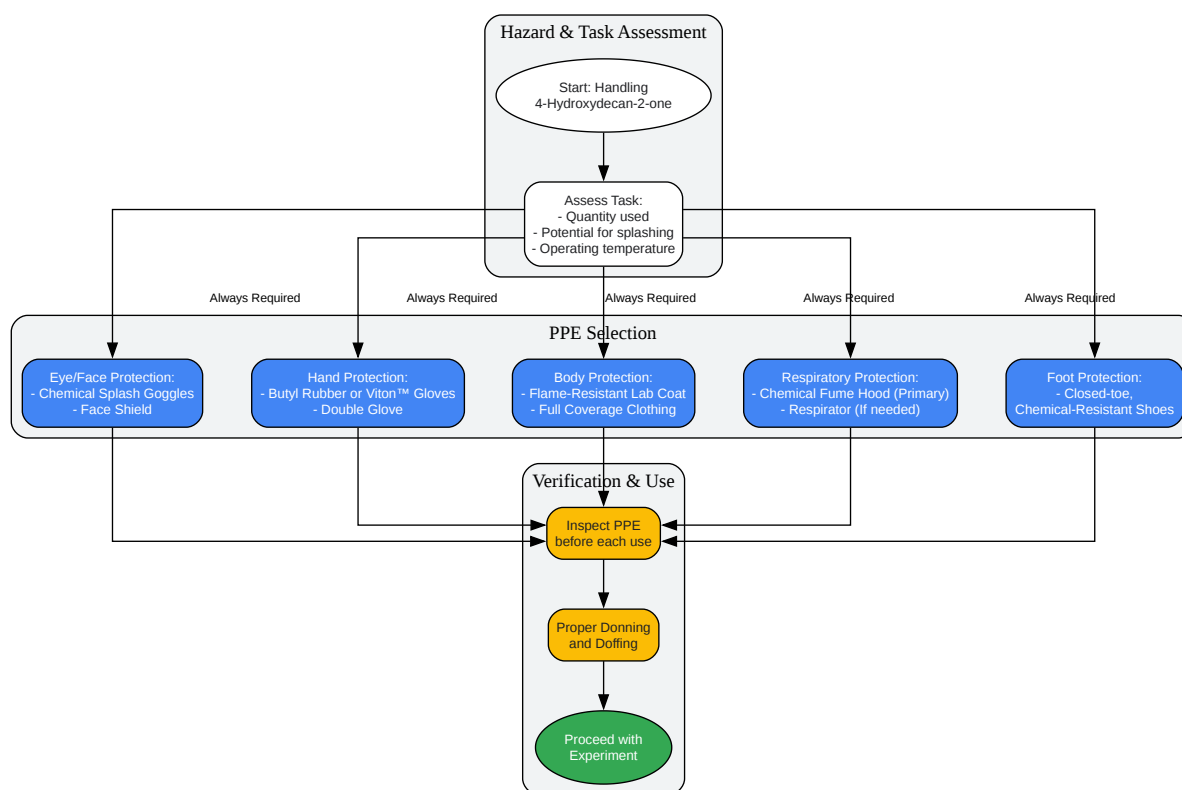 Hazard & Task Assessment
Start: Handling
4-Hydroxydecan-2-one
Assess Task:
- Quantity used
- Potential for splashing
- Operating temperature
Always Required
Always Required
Always Required
Always Required
Always Required
PPE Selection
Eye/Face Protection:
- Chemical Splash Goggles
- Face Shield
Hand Protection:
- Butyl Rubber or Viton™ Gloves
- Double Glove
Body Protection:
- Flame-Resistant Lab Coat
- Full Coverage Clothing
Respiratory Protection:
- Chemical Fume Hood (Primary)
- Respirator (If needed)
Foot Protection:
- Closed-toe,
Chemical-Resistant Shoes
Verification & Use
Inspect PPE
before each use
Proper Donning
and Doffing
Proceed with
Experiment